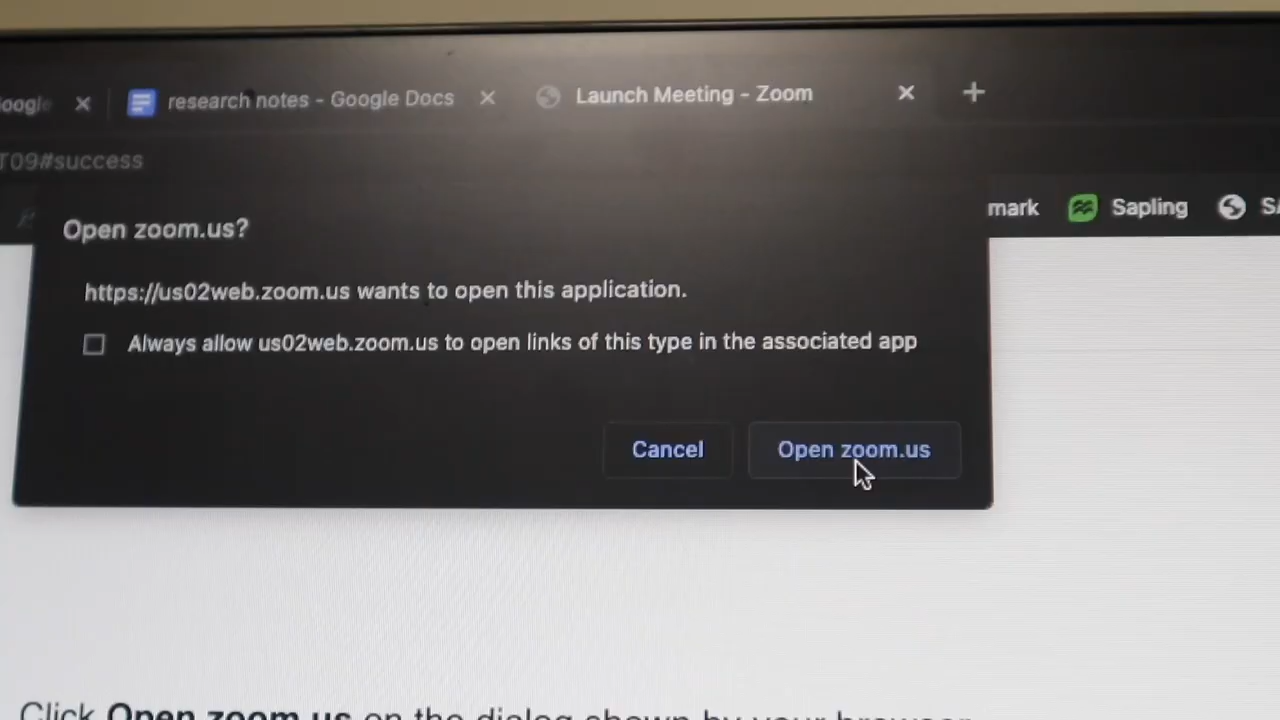 research notes - Google Docs
Launch Meeting - Zoom
T09#success
mark
Sapling
Open zoom.us?
https://us02web.zoom.us wants to open this application.
Always allow us02web.zoom.us to open links of this type in the associated app
Cancel
Open zoom.us
Click Open zoom.us on the dialog shown by your browser